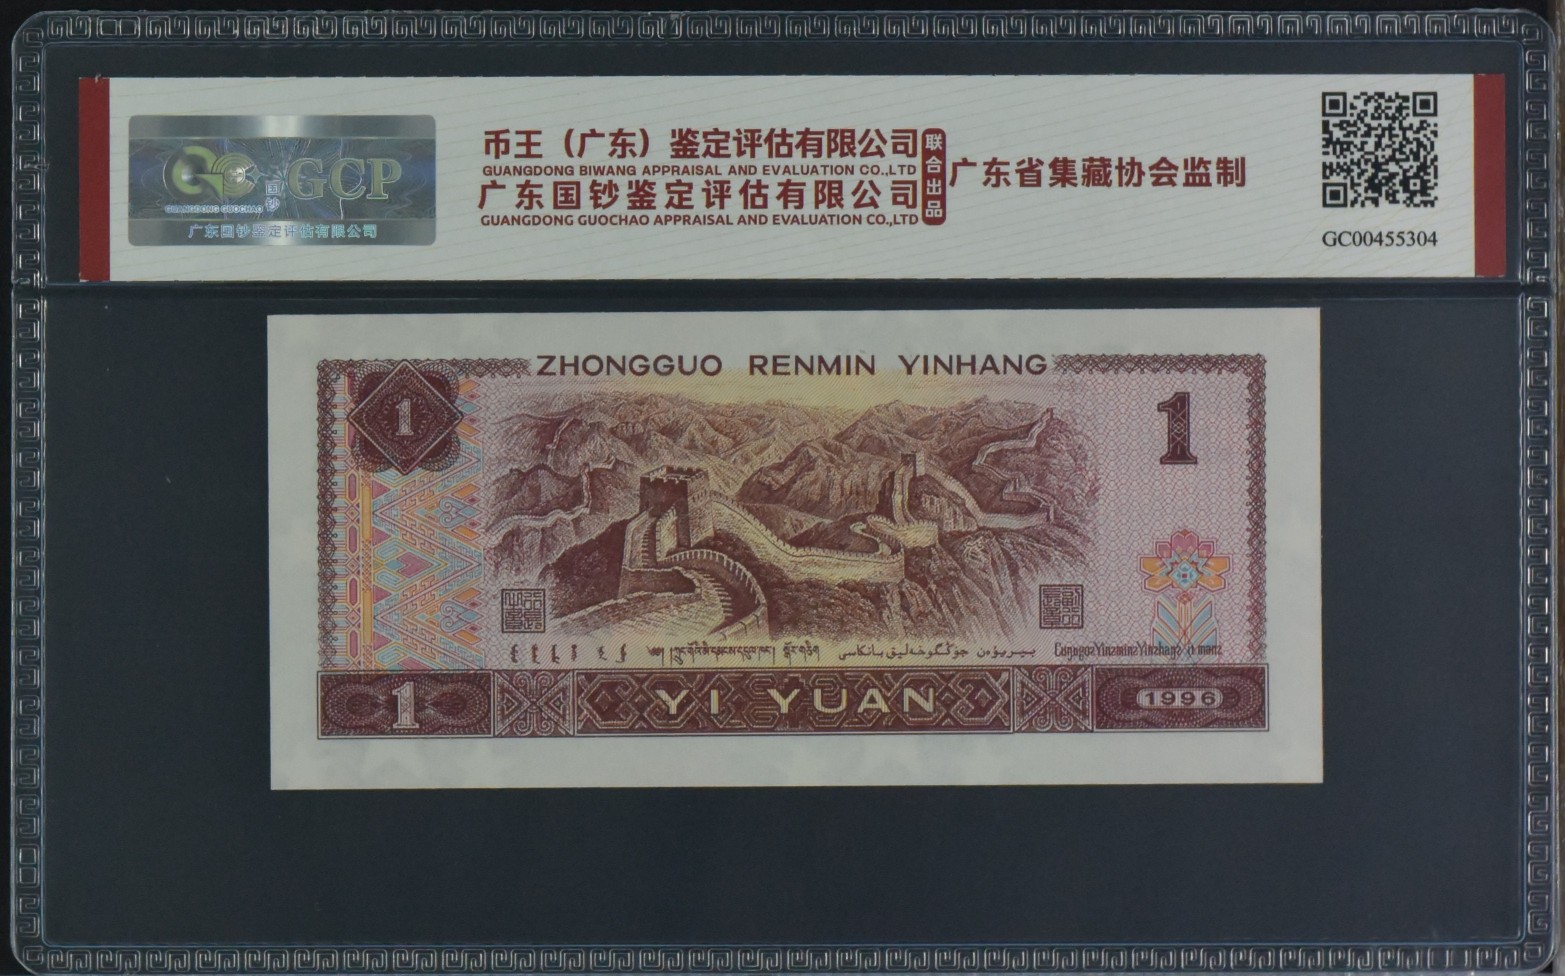 GC GCP
国钞
GUANGDONG GUOCHAO
广东国钞鉴定评估有限公司
币王（广东）鉴定评估有限公司
GUANGDONG BIWANG APPRAISAL AND EVALUATION CO.,LTD
广东国钞鉴定评估有限公司
GUANGDONG GUOCHAO APPRAISAL AND EVALUATION CO.,LTD
联合出品
广东省集藏协会监制
GC00455304
ZHONGGUO RENMIN YINHANG
1
1
1
YI YUAN
1996